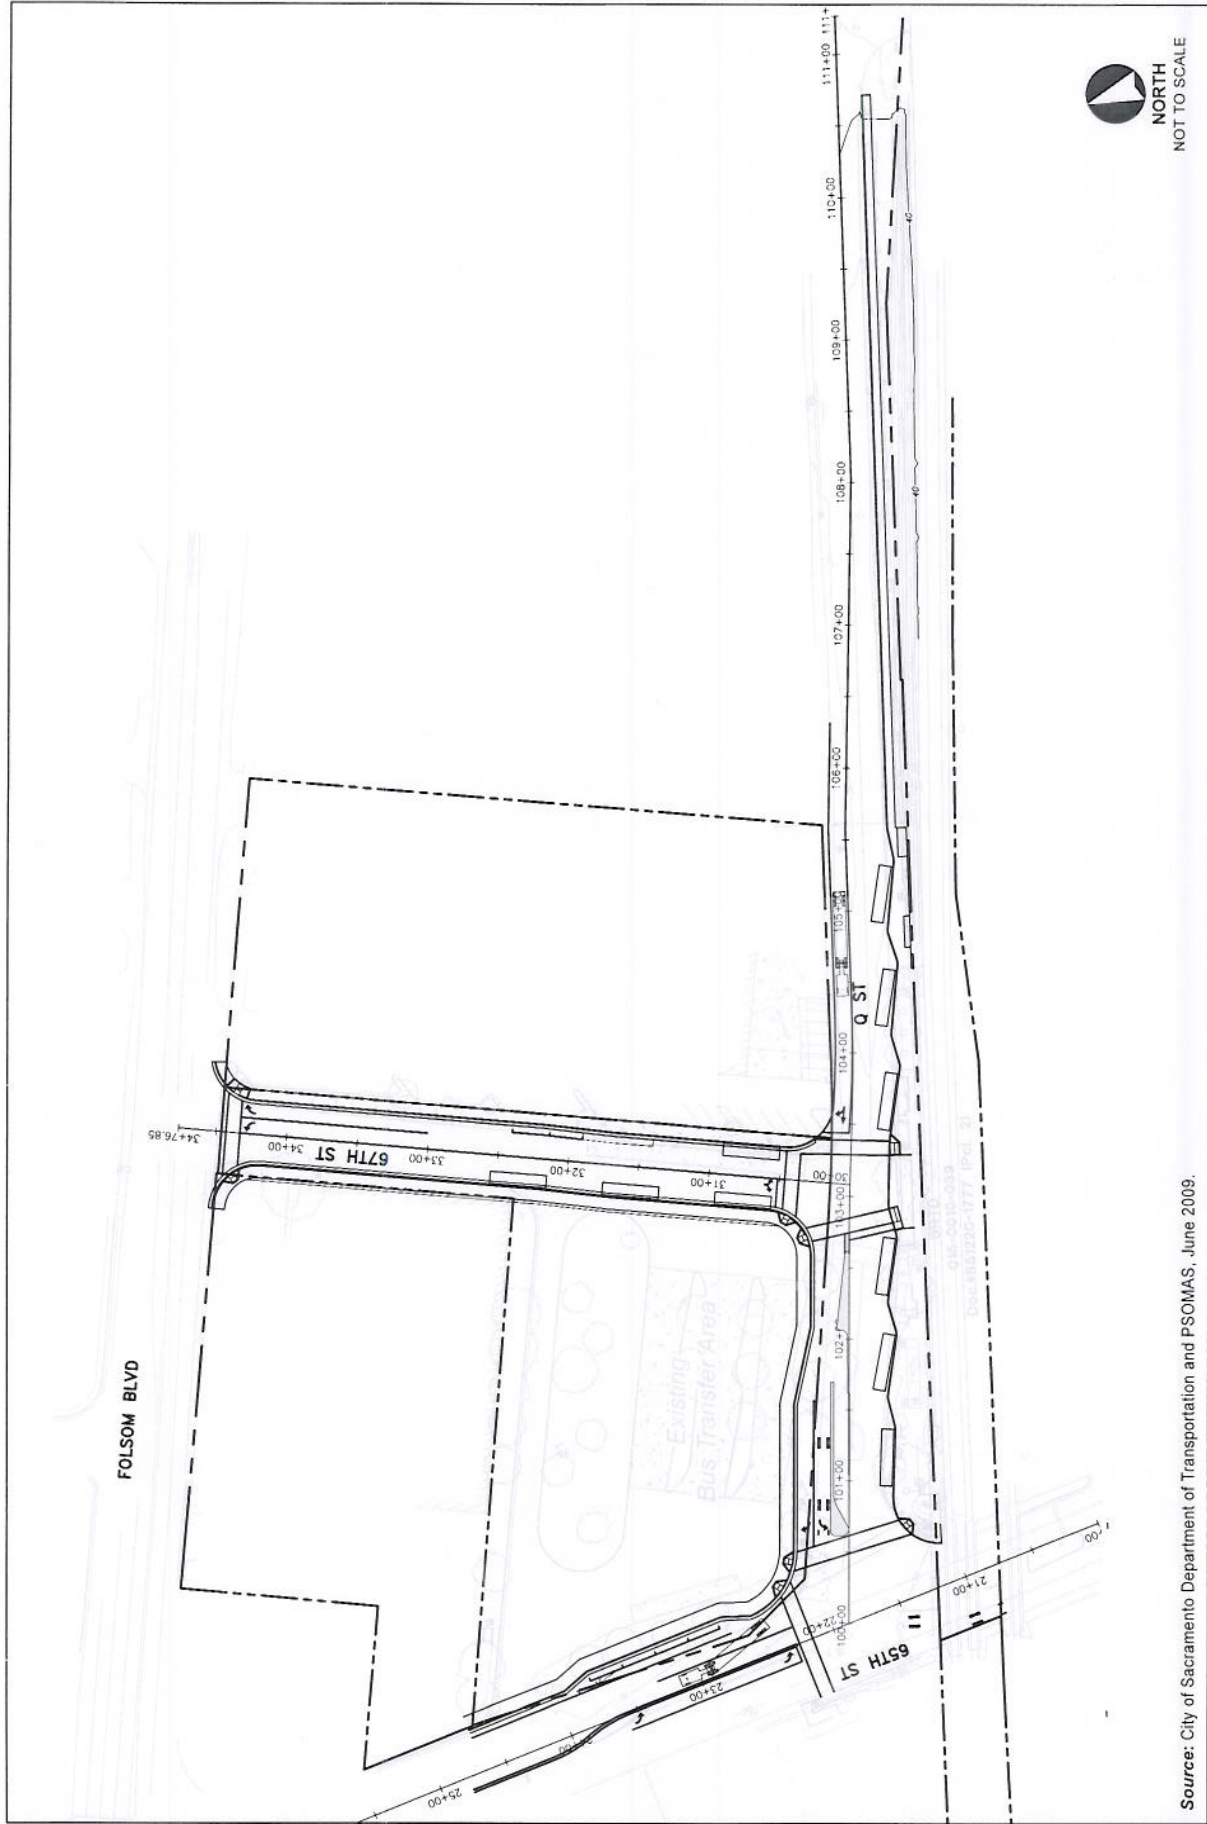 FOLSOM BLVD
34+76.85
34+00
67TH ST
33+00
32+00
31+00
Existing
Bus Transfer Area
Q ST
100+00
101+00
103+00
104+00
105+00
106+00
107+00
108+00
109+00
110+00
111+00
111+
40
40
65TH ST
21+00
22+00
23+00
25+00
NORTH
NOT TO SCALE
Source: City of Sacramento Department of Transportation and PSOMAS, June 2009.